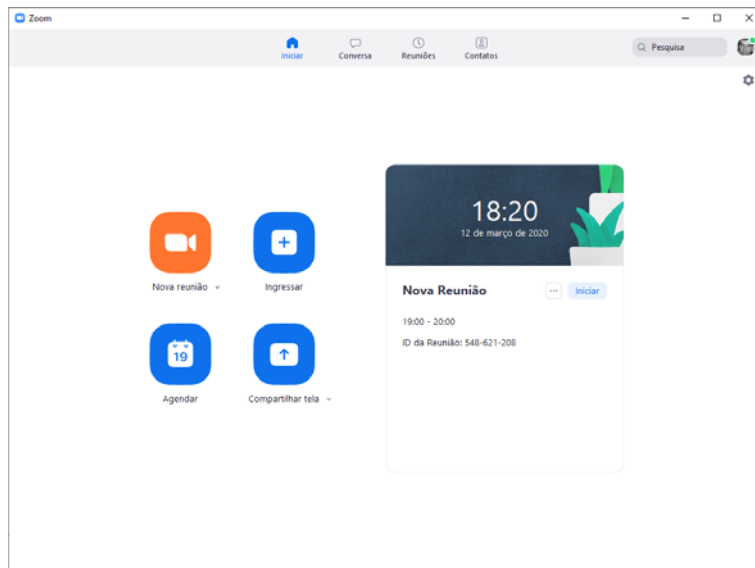 Zoom
Iniciar
Conversa
Reuniões
Contatos
Pesquisa
18:20
12 de março de 2020
Nova reunião
Ingressar
Nova Reunião
... Iniciar
19:00 - 20:00
ID da Reunião: 548-621-208
19
Agendar
Compartilhar tela